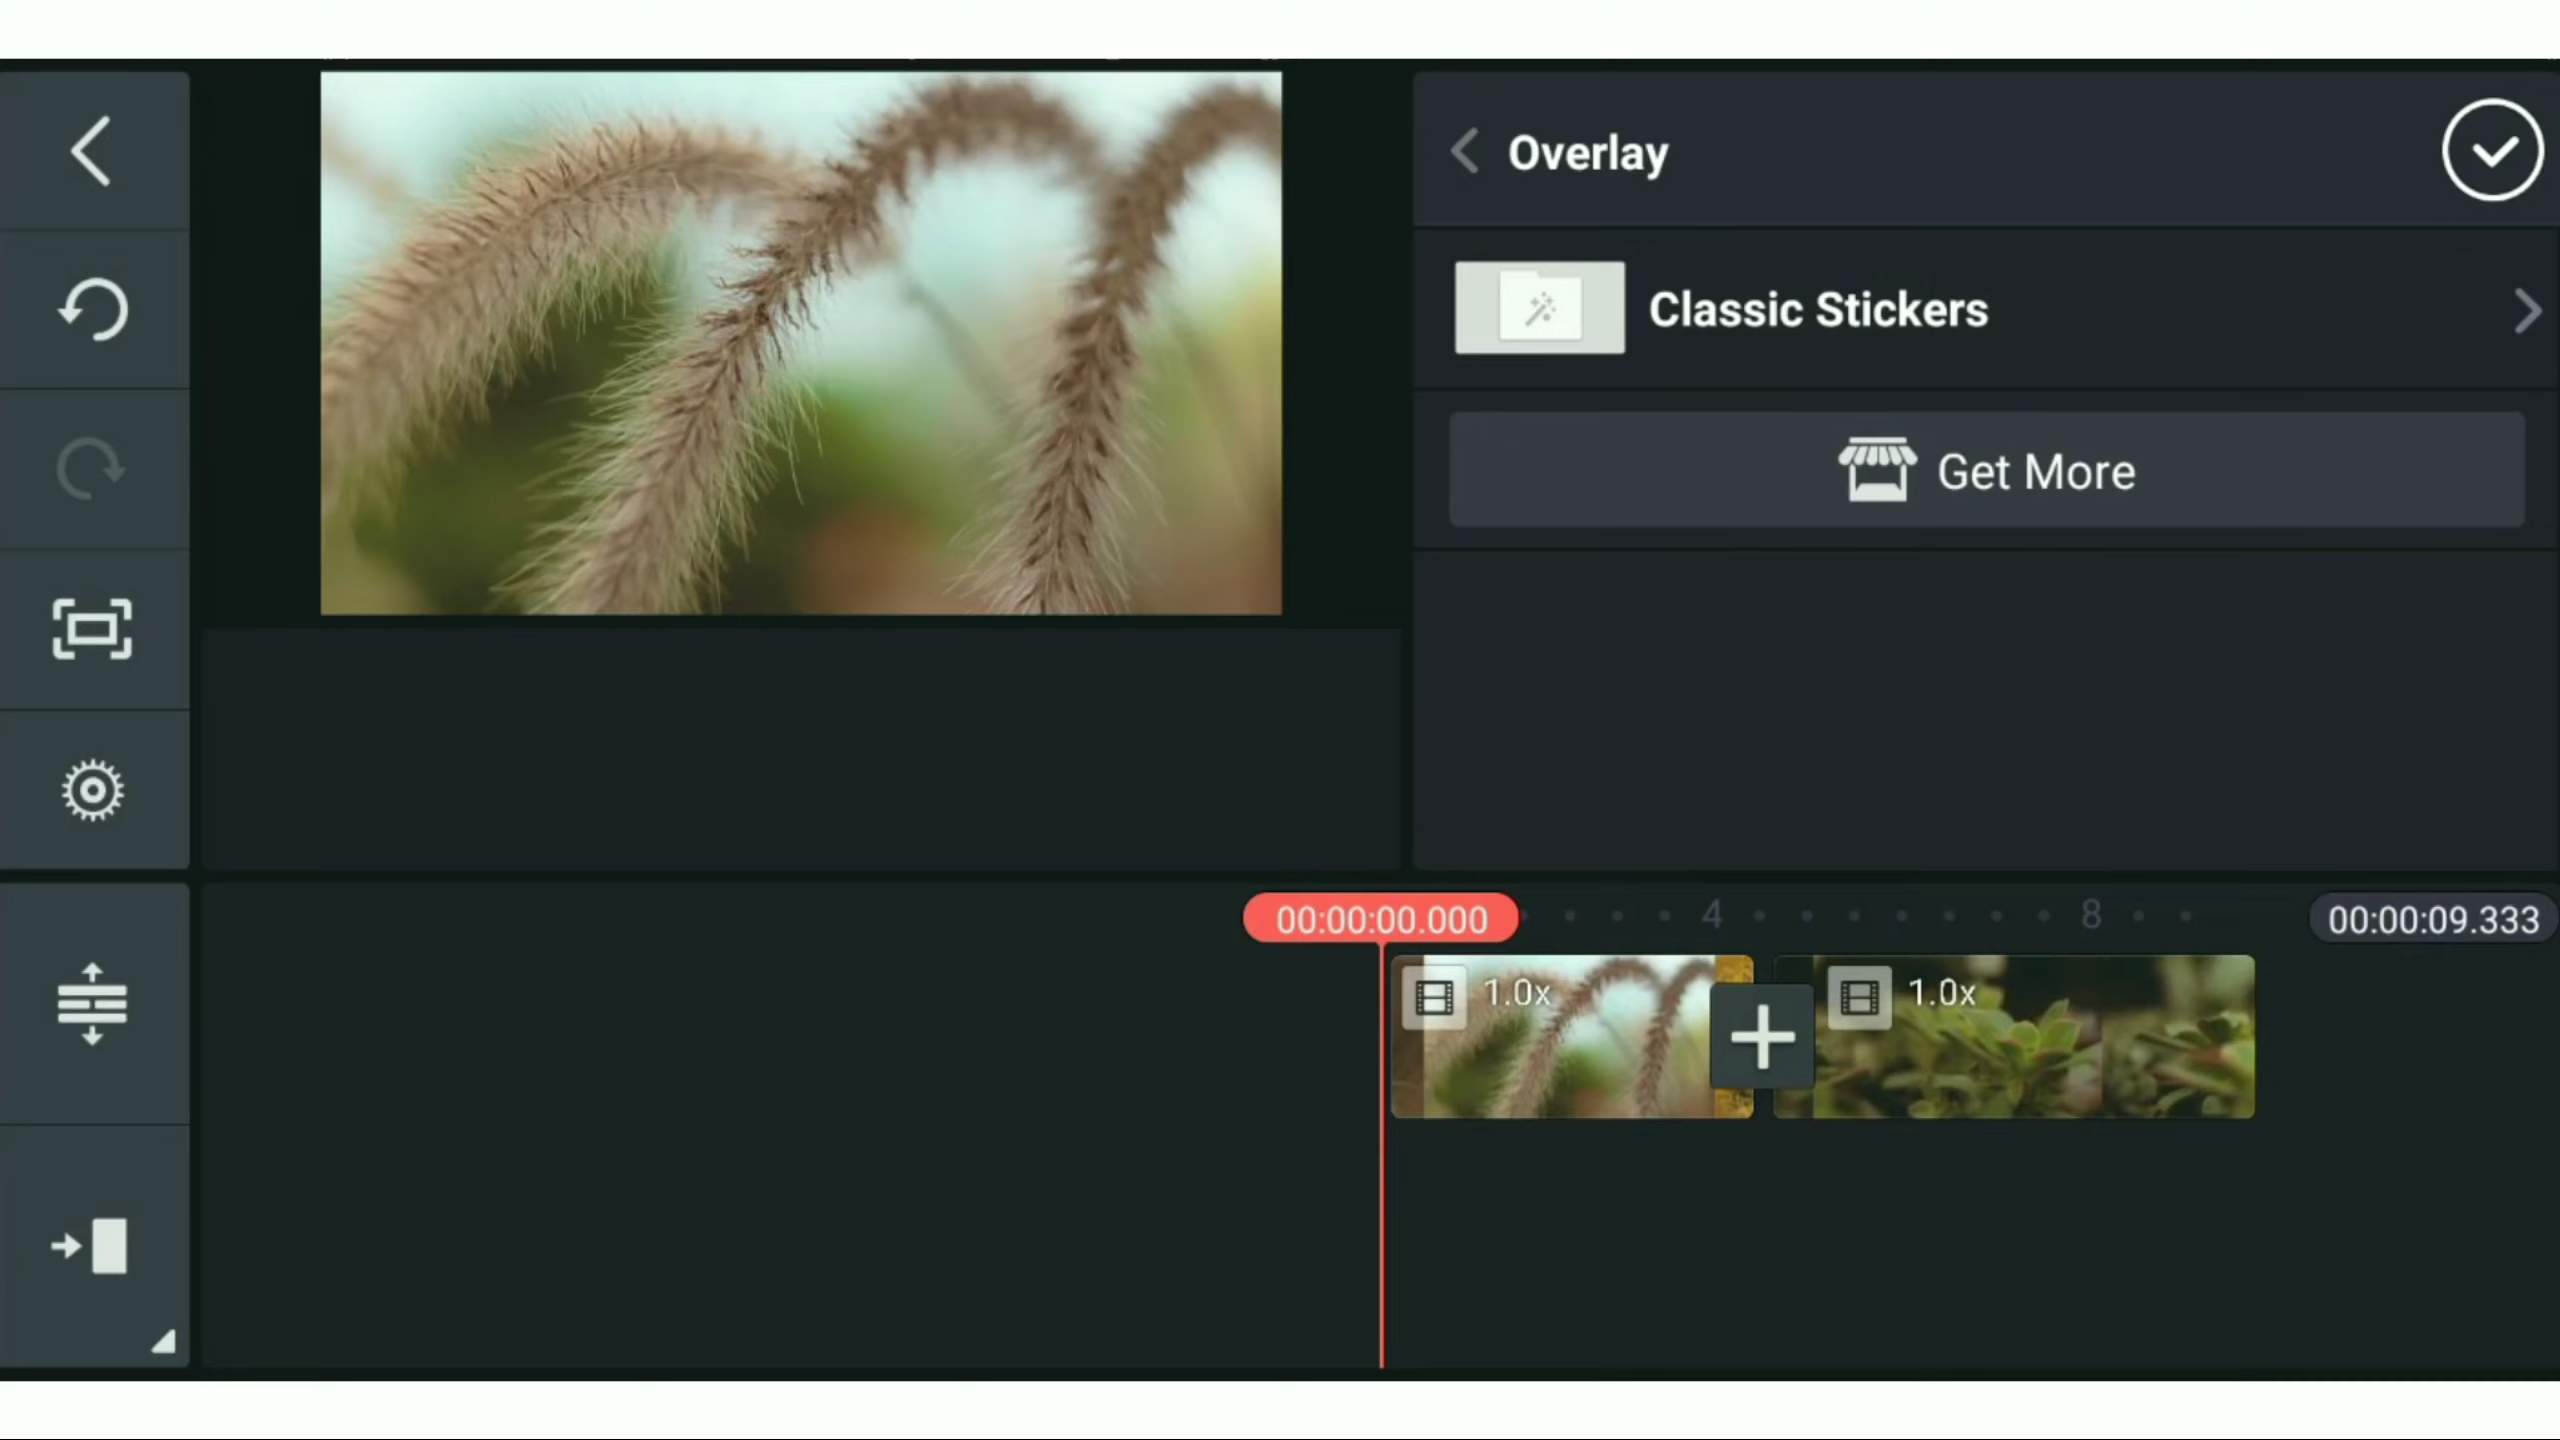 Overlay
Classic Stickers
Get More
00:00:00.000
4
8
00:00:09.333
1.0x
1.0x